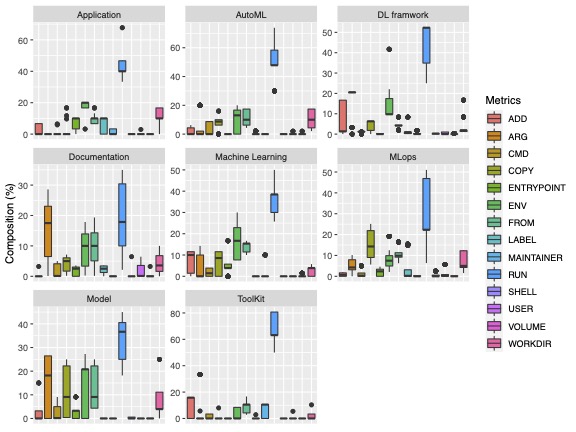 Application
AutoML
DL framwork
60
40
20
0
60
40
20
0
50
40
30
20
10
0
Documentation
Machine Learning
MLops
30
20
10
0
50
40
30
20
10
0
50
40
30
20
10
0
Model
ToolKit
40
30
20
10
0
80
60
40
20
0
Composition (%)
Metrics
ADD
ARG
CMD
COPY
ENTRYPOINT
ENV
FROM
LABEL
MAINTAINER
RUN
SHELL
USER
VOLUME
WORKDIR